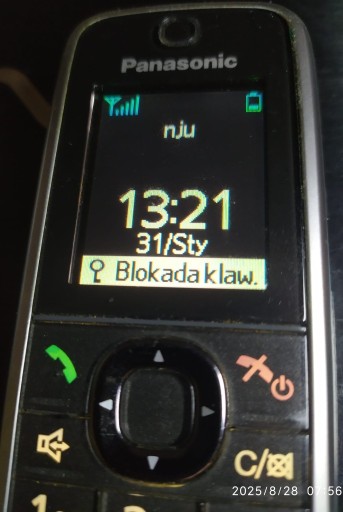 Panasonic
nju
13:21
31/Sty
Blokada klaw.
C/
2025/8/28 07:56